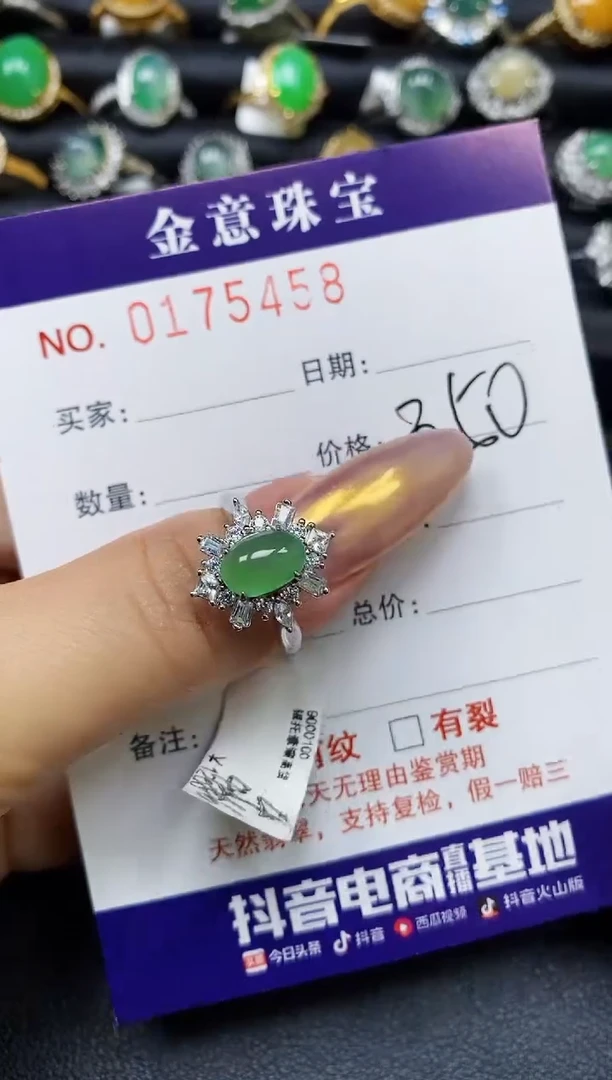 金意珠宝
NO. 0175458
日期:
买家:
价格: 350
数量:
总价:
备注:
纹 有裂
天无理由鉴赏期
天然翡翠，支持复检，假一赔三
抖音电商直播基地
今日头条 抖音 西瓜视频 抖音火山版